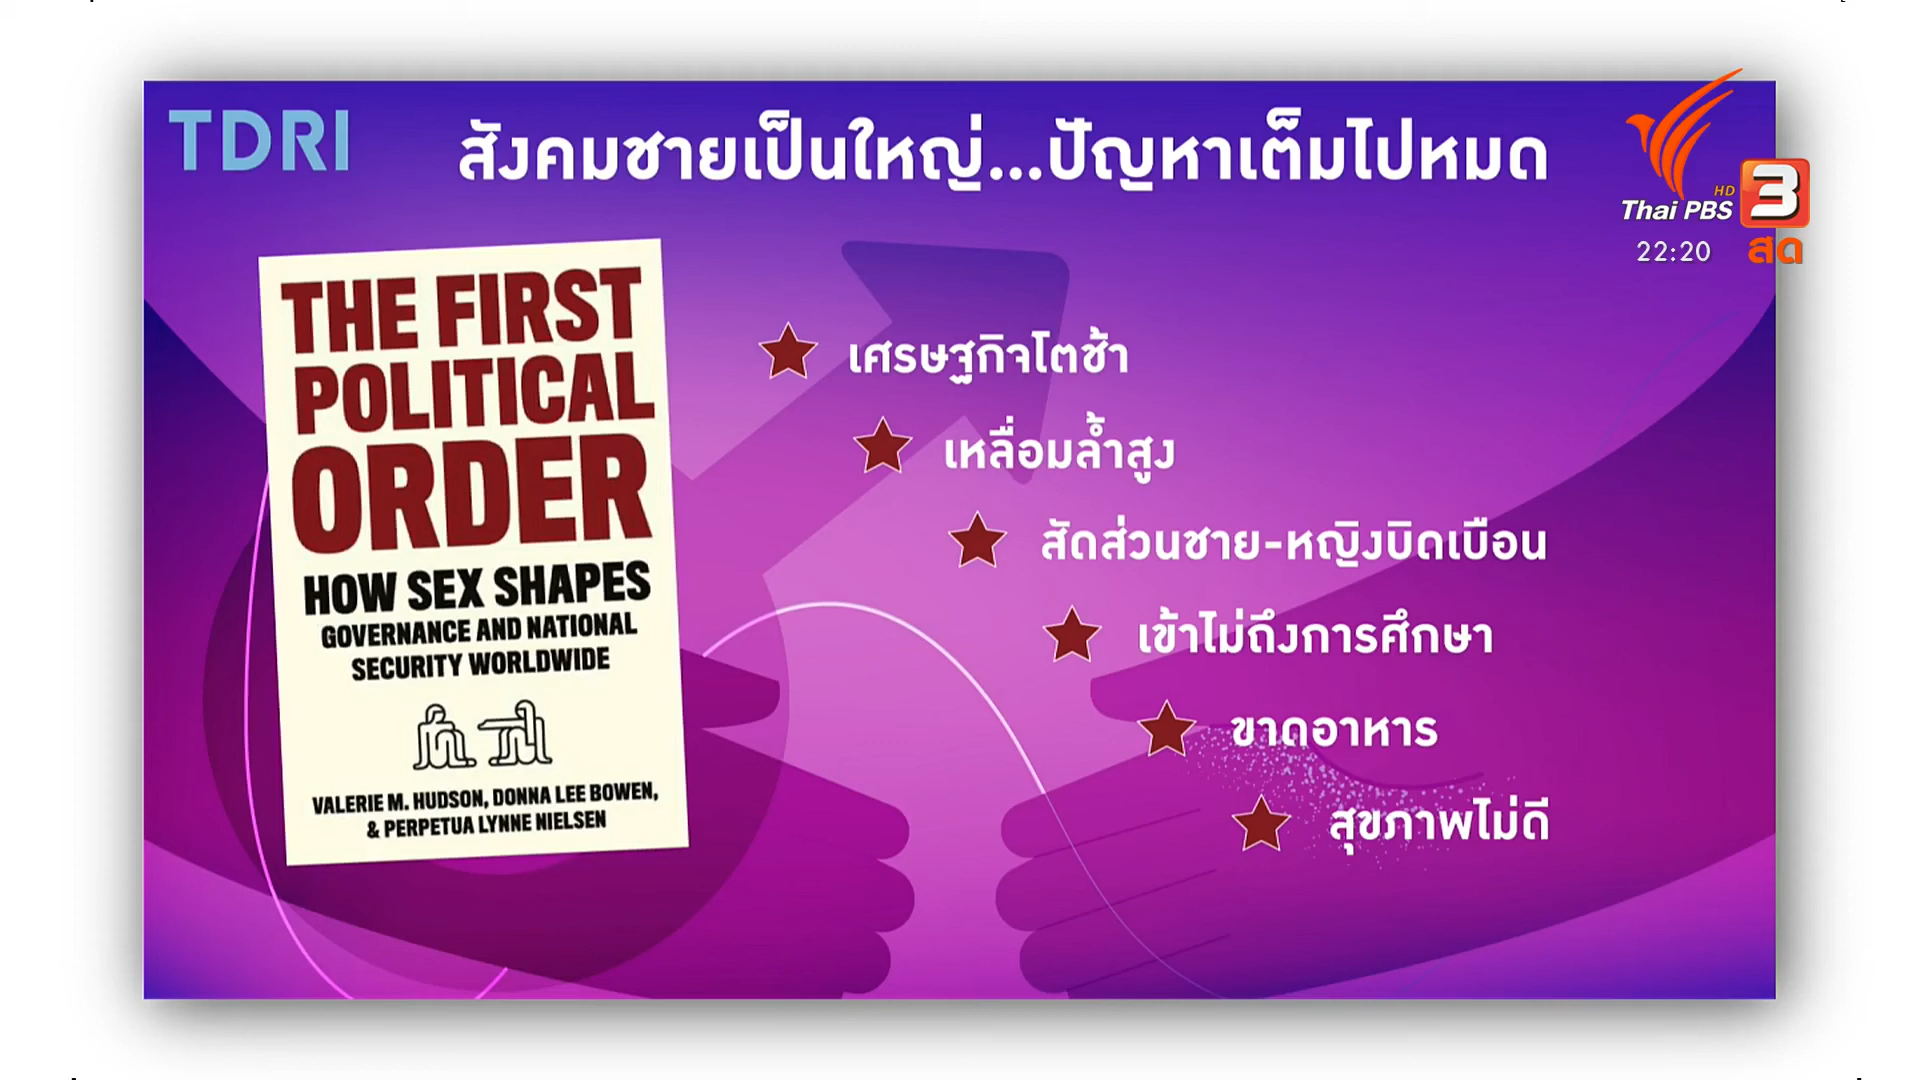 TDRI
สังคมชายเป็นใหญ่...ปัญหาเต็มไปหมด
HD
Thai PBS
3
22:20
สด
THE FIRST
POLITICAL
ORDER
HOW SEX SHAPES
GOVERNANCE AND NATIONAL
SECURITY WORLDWIDE
VALERIE M. HUDSON, DONNA LEE BOWEN,
& PERPETUA LYNNE NIELSEN
เศรษฐกิจโตช้า
เหลื่อมล้ำสูง
สัดส่วนชาย-หญิงบิดเบือน
เข้าไม่ถึงการศึกษา
ขาดอาหาร
สุขภาพไม่ดี